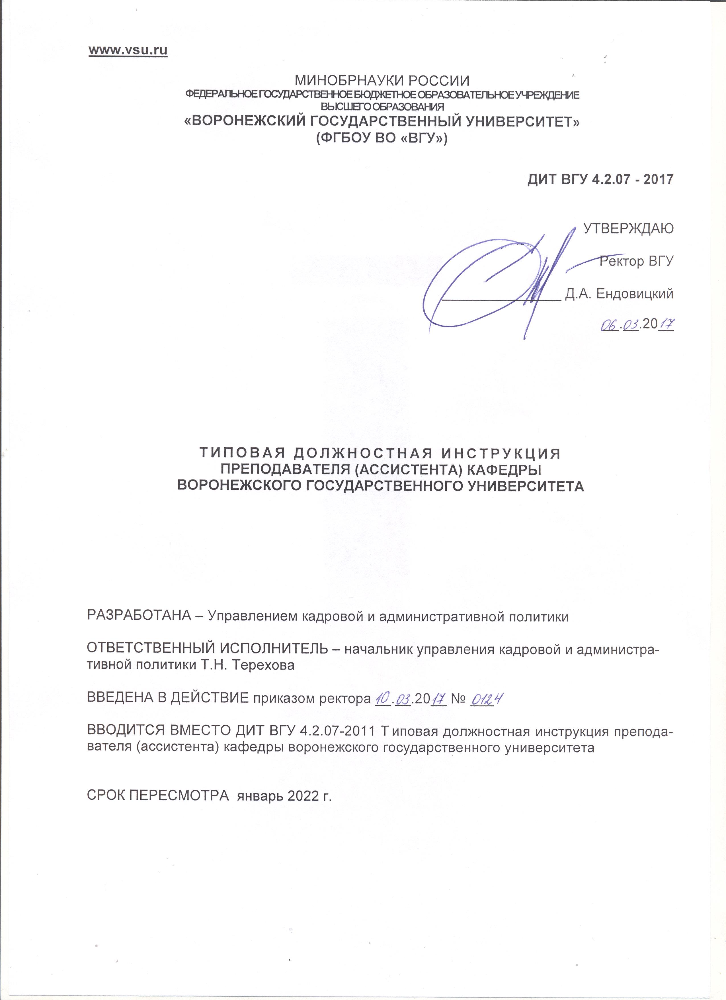 www.vsu.ru
МИНОБРНАУКИ РОССИИ
ФЕДЕРАЛЬНОЕ ГОСУДАРСТВЕННОЕ БЮДЖЕТНОЕ ОБРАЗОВАТЕЛЬНОЕ УЧРЕЖДЕНИЕ
ВЫСШЕГО ОБРАЗОВАНИЯ
«ВОРОНЕЖСКИЙ ГОСУДАРСТВЕННЫЙ УНИВЕРСИТЕТ»
(ФГБОУ ВО «ВГУ»)
ДИТ ВГУ 4.2.07 - 2017
УТВЕРЖДАЮ
Ректор ВГУ
Д.А. Ендовицкий
06.03.2017
ТИПОВАЯ ДОЛЖНОСТНАЯ ИНСТРУКЦИЯ
ПРЕПОДАВАТЕЛЯ (АССИСТЕНТА) КАФЕДРЫ
ВОРОНЕЖСКОГО ГОСУДАРСТВЕННОГО УНИВЕРСИТЕТА
РАЗРАБОТАНА – Управлением кадровой и административной политики
ОТВЕТСТВЕННЫЙ ИСПОЛНИТЕЛЬ – начальник управления кадровой и администра-
тивной политики Т.Н. Терехова
ВВЕДЕНА В ДЕЙСТВИЕ приказом ректора 10.03.2017 № 0124
ВВОДИТСЯ ВМЕСТО ДИТ ВГУ 4.2.07-2011 Типовая должностная инструкция препода-
вателя (ассистента) кафедры воронежского государственного университета
СРОК ПЕРЕСМОТРА январь 2022 г.